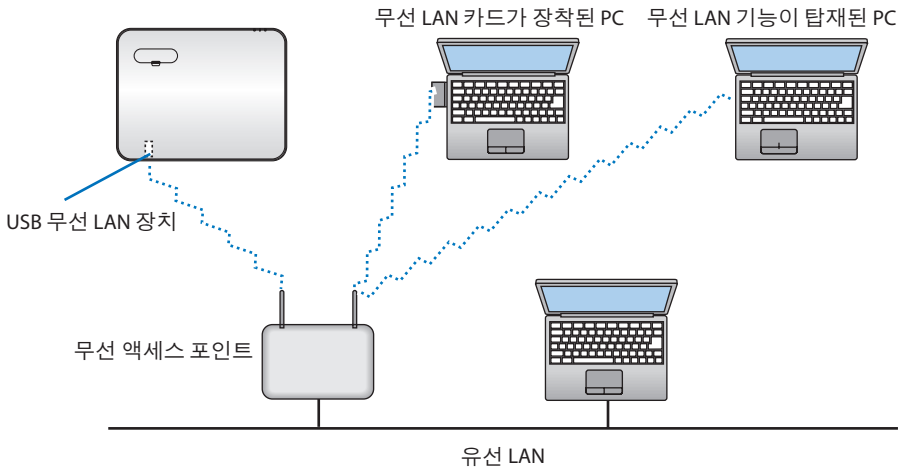 무선 LAN 카드가 장착된 PC
무선 LAN 기능이 탑재된 PC
USB 무선 LAN 장치
무선 액세스 포인트
유선 LAN